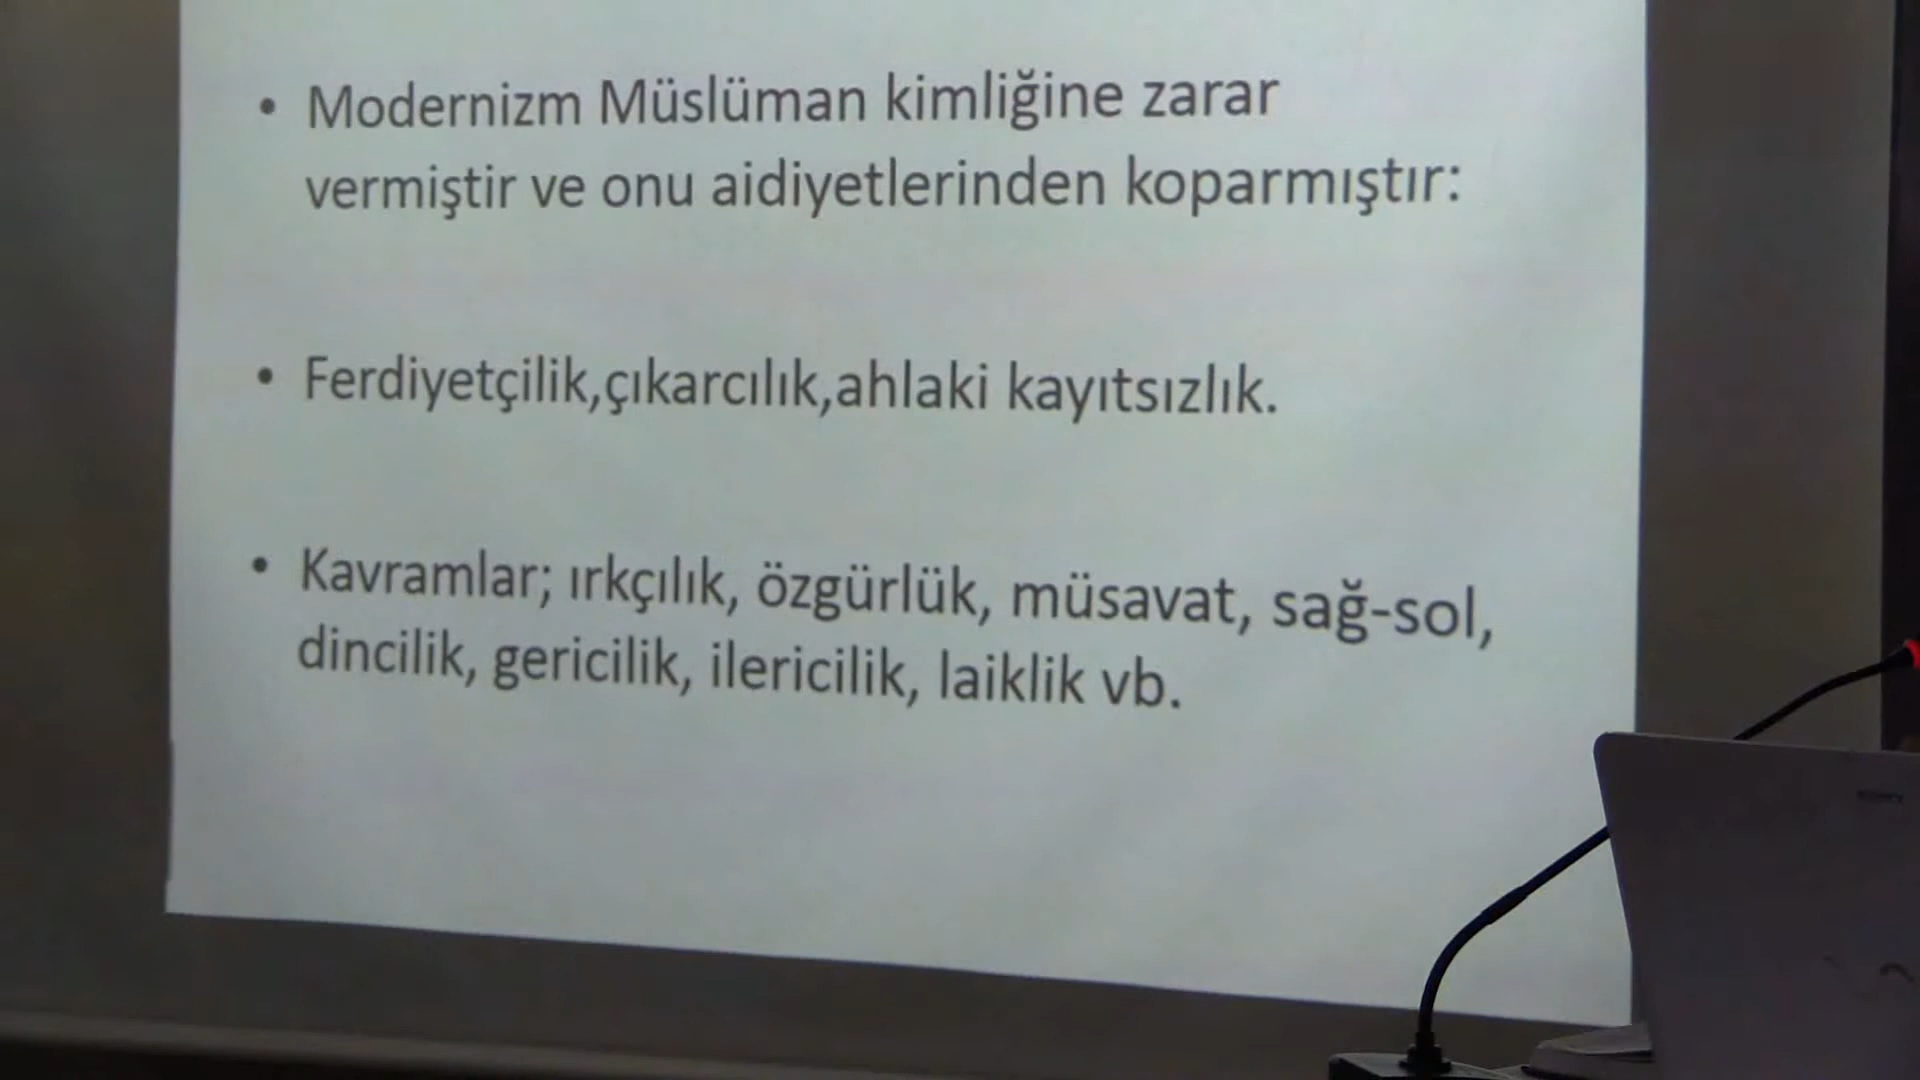 • Modernizm Müslüman kimliğine zarar
vermiştir ve onu aidiyetlerinden koparmıştır:
• Ferdiyetçilik,çıkarcılık,ahlaki kayıtsızlık.
• Kavramlar; ırkçılık, özgürlük, müsavat, sağ-sol,
dincilik, gericilik, ilericilik, laiklik vb.